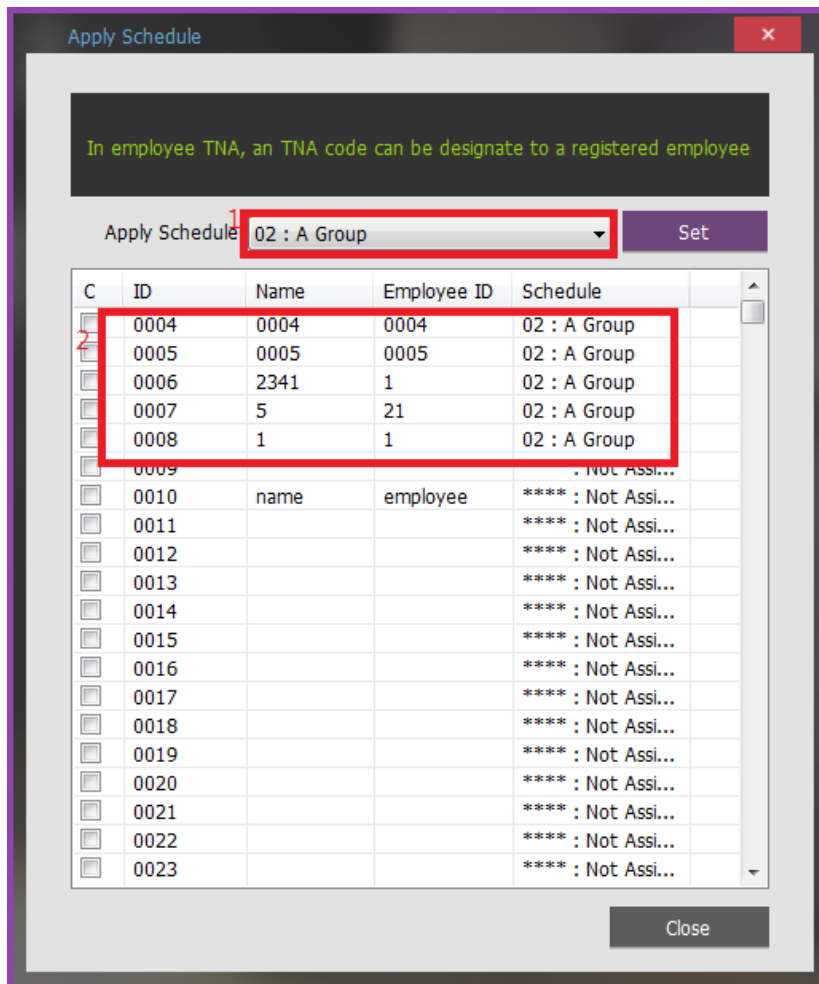 Apply Schedule
×
In employee TNA, an TNA code can be designate to a registered employee
1
Apply Schedule 02 : A Group Set
C ID Name Employee ID Schedule
0004 0004 0004 02 : A Group
2
0005 0005 0005 02 : A Group
0006 2341 1 02 : A Group
0007 5 21 02 : A Group
0008 1 1 02 : A Group
0009 : Not Assi...
0010 name employee **** : Not Assi...
0011 **** : Not Assi...
0012 **** : Not Assi...
0013 **** : Not Assi...
0014 **** : Not Assi...
0015 **** : Not Assi...
0016 **** : Not Assi...
0017 **** : Not Assi...
0018 **** : Not Assi...
0019 **** : Not Assi...
0020 **** : Not Assi...
0021 **** : Not Assi...
0022 **** : Not Assi...
0023 **** : Not Assi...
Close